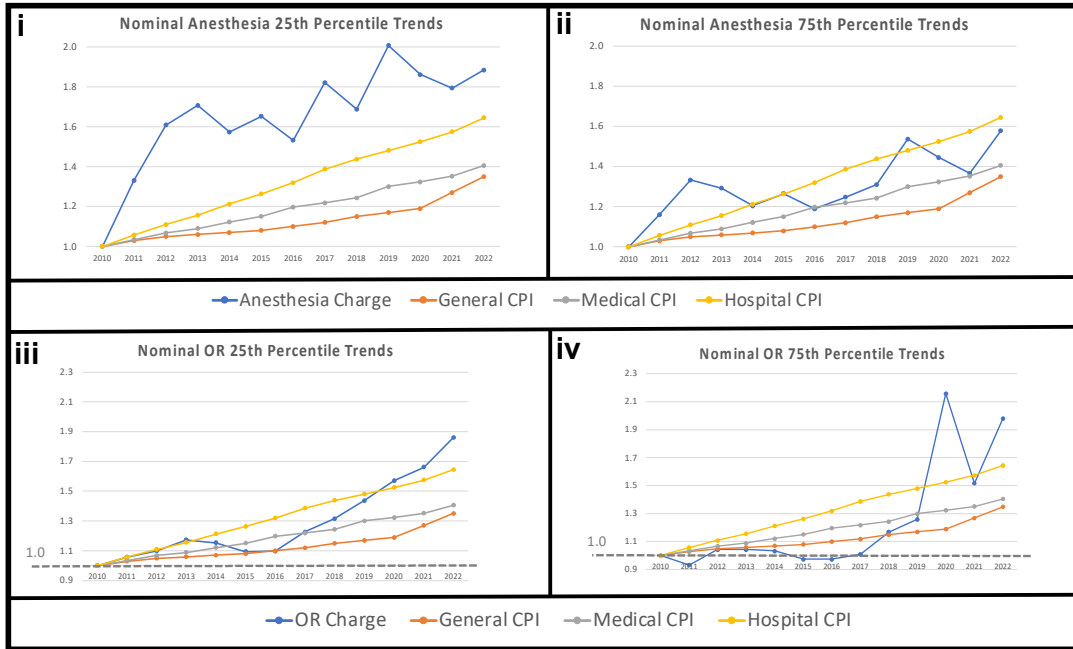 i
Nominal Anesthesia 25th Percentile Trends
2.0
1.8
1.6
1.4
1.2
1.0
2010 2011 2012 2013 2014 2015 2016 2017 2018 2019 2020 2021 2022
ii
Nominal Anesthesia 75th Percentile Trends
2.0
1.8
1.6
1.4
1.2
1.0
2010 2011 2012 2013 2014 2015 2016 2017 2018 2019 2020 2021 2022
Anesthesia Charge General CPI Medical CPI Hospital CPI
iii
Nominal OR 25th Percentile Trends
2.3
2.1
1.9
1.7
1.5
1.3
1.1
1.0
0.9
2010 2011 2012 2013 2014 2015 2016 2017 2018 2019 2020 2021 2022
iv
Nominal OR 75th Percentile Trends
2.3
2.1
1.9
1.7
1.5
1.3
1.1
1.0
0.9
2010 2011 2012 2013 2014 2015 2016 2017 2018 2019 2020 2021 2022
OR Charge General CPI Medical CPI Hospital CPI